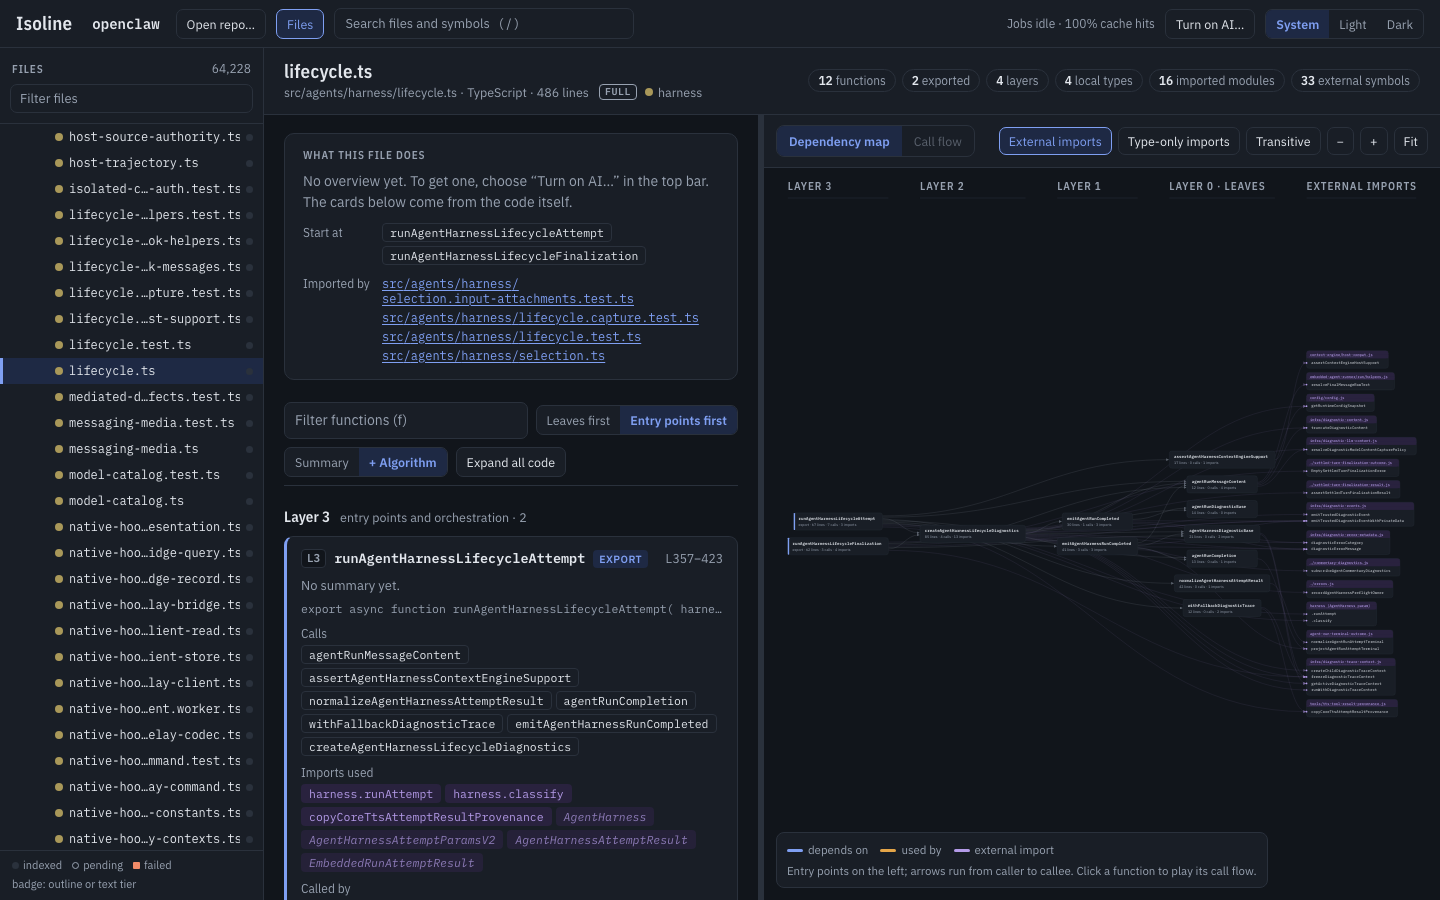 Isoline openclaw Open repo… Files Search files and symbols (/) Jobs idle · 100% cache hits Turn on AI… System Light Dark
FILES 64,228
Filter files
host-source-authority.ts
host-trajectory.ts
isolated-c…-auth.test.ts
lifecycle-…lpers.test.ts
lifecycle-…ok-helpers.ts
lifecycle-…k-messages.ts
lifecycle.…pture.test.ts
lifecycle.…st-support.ts
lifecycle.test.ts
lifecycle.ts
mediated-d…fects.test.ts
messaging-media.test.ts
messaging-media.ts
model-catalog.test.ts
model-catalog.ts
native-hoo…esentation.ts
native-hoo…idge-query.ts
native-hoo…dge-record.ts
native-hoo…lay-bridge.ts
native-hoo…lient-read.ts
native-hoo…ient-store.ts
native-hoo…lay-client.ts
native-hoo…ent.worker.ts
native-hoo…elay-codec.ts
native-hoo…mmand.test.ts
native-hoo…ay-command.ts
native-hoo…-constants.ts
native-hoo…y-contexts.ts
indexed pending failed
badge: outline or text tier
lifecycle.ts
src/agents/harness/lifecycle.ts · TypeScript · 486 lines FULL harness
12 functions 2 exported 4 layers 4 local types 16 imported modules 33 external symbols
WHAT THIS FILE DOES
No overview yet. To get one, choose “Turn on AI…” in the top bar.
The cards below come from the code itself.
Start at runAgentHarnessLifecycleAttempt
runAgentHarnessLifecycleFinalization
Imported by src/agents/harness/
selection.input-attachments.test.ts
src/agents/harness/lifecycle.capture.test.ts
src/agents/harness/lifecycle.test.ts
src/agents/harness/selection.ts
Filter functions (f) Leaves first Entry points first
Summary + Algorithm Expand all code
Layer 3 entry points and orchestration · 2
L3 runAgentHarnessLifecycleAttempt EXPORT L357–423
No summary yet.
export async function runAgentHarnessLifecycleAttempt( harne…
Calls
agentRunMessageContent
assertAgentHarnessContextEngineSupport
normalizeAgentHarnessAttemptResult agentRunCompletion
withFallbackDiagnosticTrace emitAgentHarnessRunCompleted
createAgentHarnessLifecycleDiagnostics
Imports used
harness.runAttempt harness.classify
copyCoreTtsAttemptResultProvenance AgentHarness
AgentHarnessAttemptParamsV2 AgentHarnessAttemptResult
EmbeddedRunAttemptResult
Called by
Dependency map Call flow External imports Type-only imports Transitive − + Fit
LAYER 3 LAYER 2 LAYER 1 LAYER 0 · LEAVES EXTERNAL IMPORTS
runAgentHarnessLifecycleAttempt
runAgentHarnessLifecycleFinalization
createAgentHarnessLifecycleDiagnostics
emitAgentRunCompleted
emitAgentHarnessRunCompleted
assertAgentHarnessContextEngineSupport
agentRunMessageContent
agentRunDiagnosticBase
agentHarnessDiagnosticBase
agentRunCompletion
normalizeAgentHarnessAttemptResult
withFallbackDiagnosticTrace
depends on used by external import
Entry points on the left; arrows run from caller to callee. Click a function to play its call flow.